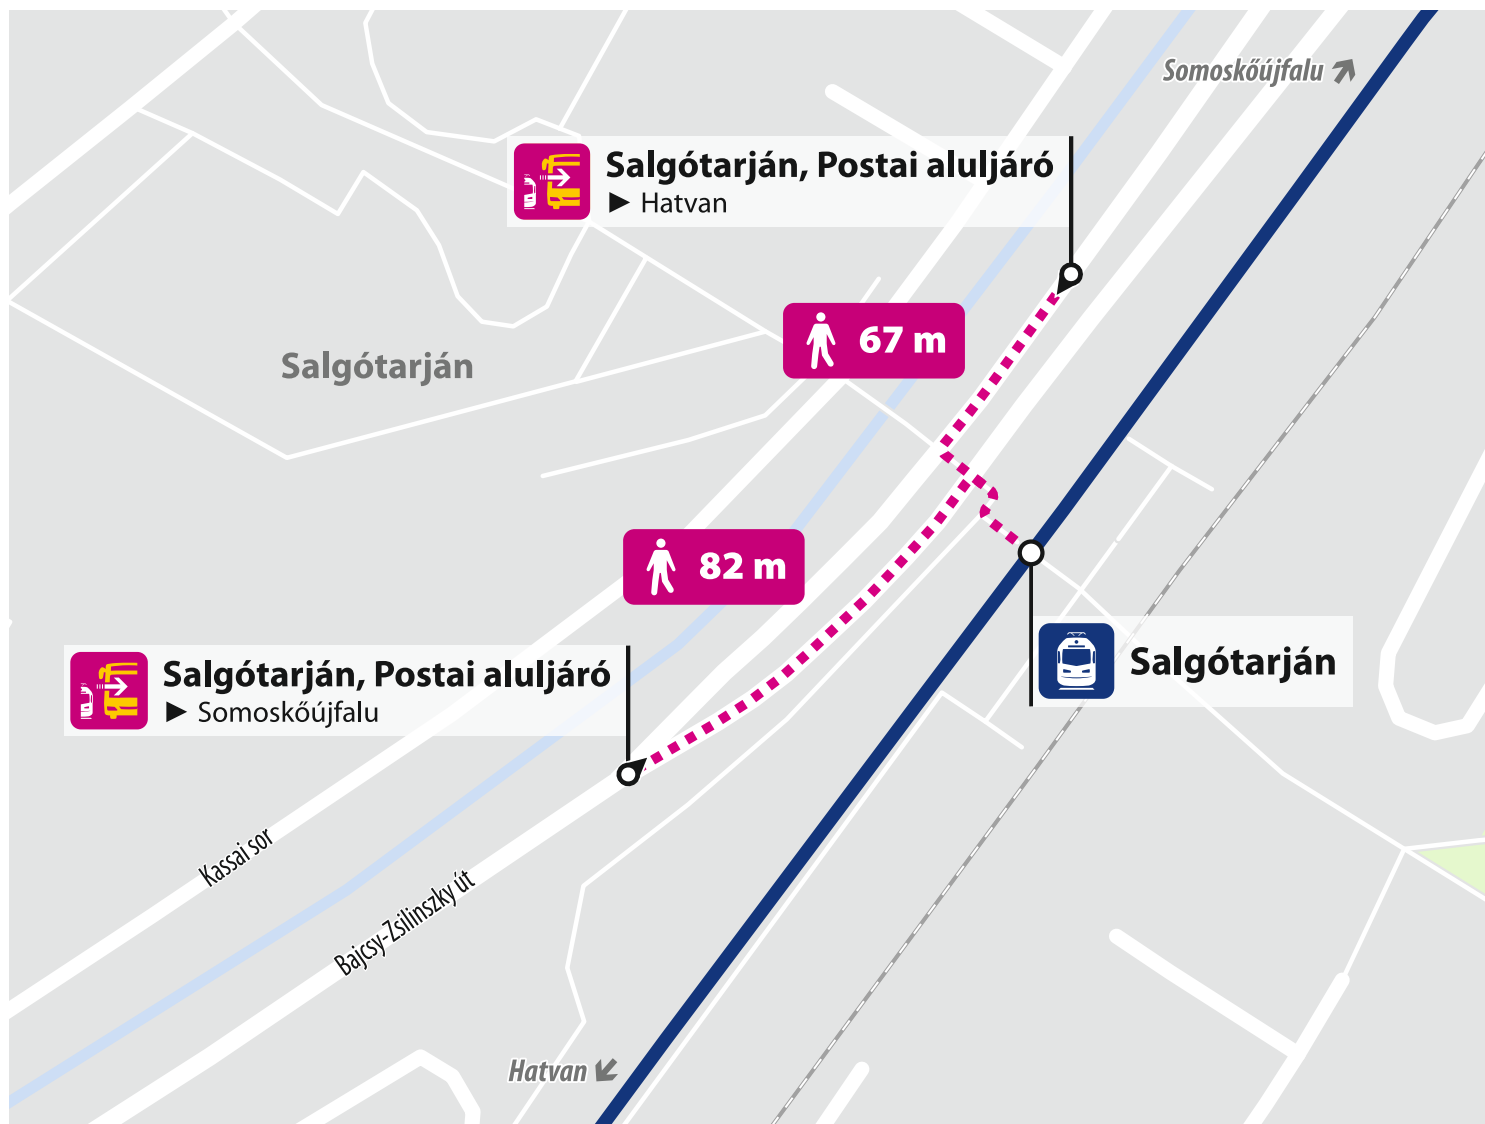 Somoskőújfalu
Salgótarján, Postai aluljáró
► Hatvan
67 m
Salgótarján
82 m
Salgótarján, Postai aluljáró
► Somoskőújfalu
Salgótarján
Kassai sor
Bajcsy-Zsilinszky út
Hatvan